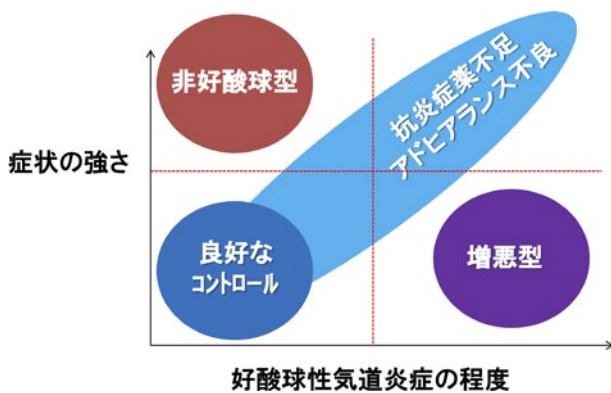 非好酸球型
抗炎症薬不足
アドヒアランス不良
症状の強さ
良好な
コントロール
増悪型
好酸球性気道炎症の程度